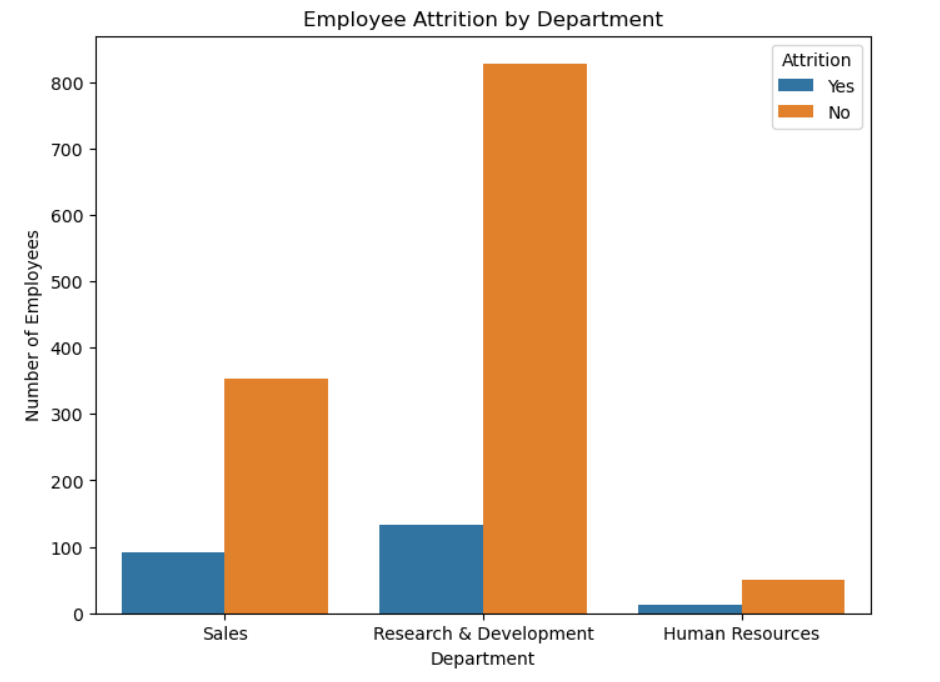 Employee Attrition by Department
Attrition
Yes
No
Number of Employees
800
700
600
500
400
300
200
100
0
Sales
Research & Development
Human Resources
Department